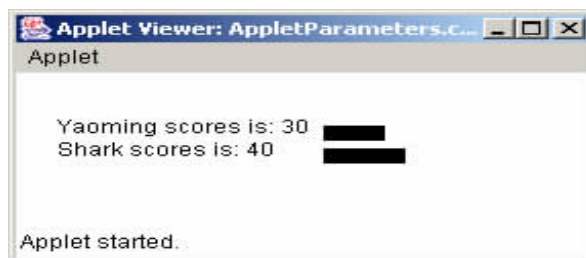 Applet Viewer: AppletParameters.c...
Applet
Yaoming scores is: 30
Shark scores is: 40
Applet started.